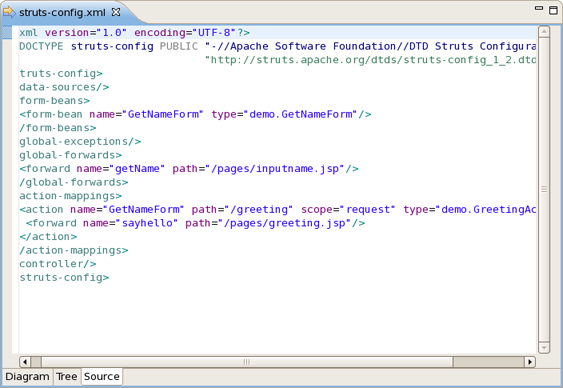 struts-config.xml
xml version="1.0" encoding="UTF-8"?>
DOCTYPE struts-config PUBLIC "-//Apache Software Foundation//DTD Struts Configura
"http://struts.apache.org/dtds/struts-config_1_2.dtd
truts-config>
data-sources/>
form-beans>
<form-bean name="GetNameForm" type="demo.GetNameForm"/>
/form-beans>
global-exceptions/>
global-forwards>
<forward name="getName" path="/pages/inputname.jsp"/>
/global-forwards>
action-mappings>
<action name="GetNameForm" path="/greeting" scope="request" type="demo.GreetingAc
<forward name="sayhello" path="/pages/greeting.jsp"/>
</action>
/action-mappings>
controller/>
struts-config>
Diagram Tree Source